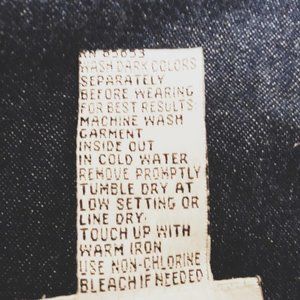 RN 85653
WASH DARK COLORS
SEPARATELY
BEFORE WEARING
FOR BEST RESULTS
MACHINE WASH
GARMENT
INSIDE OUT
IN COLD WATER
REMOVE PROMPTLY
TUMBLE DRY AT
LOW SETTING OR
LINE DRY.
TOUCH UP WITH
WARM IRON
USE NON-CHLORINE
BLEACH IF NEEDED